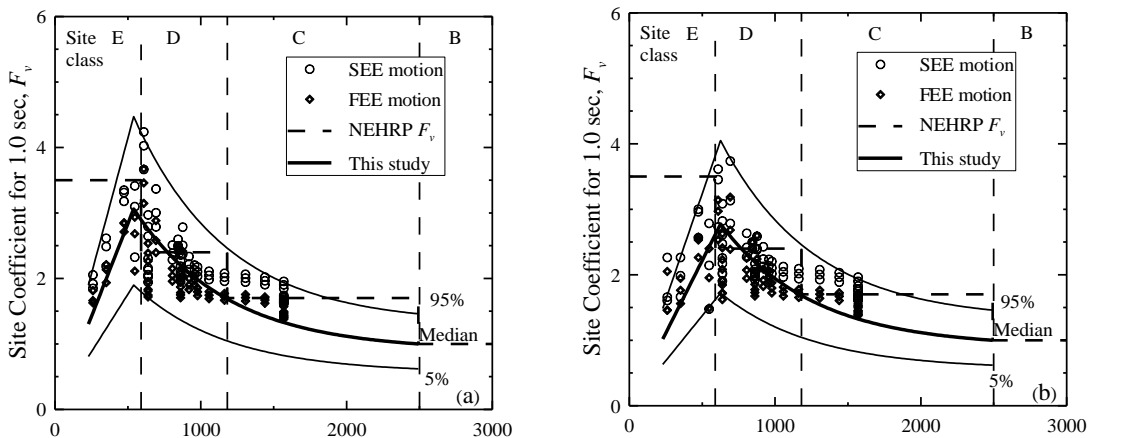 Site Coefficient for 1.0 sec, Fv
6
4
2
0
0
1000
2000
3000
Site class
E
D
C
B
SEE motion
FEE motion
NEHRP Fv
This study
95%
Median
5%
(a)
Site Coefficient for 1.0 sec, Fv
6
4
2
0
0
1000
2000
3000
Site class
E
D
C
B
SEE motion
FEE motion
NEHRP Fv
This study
95%
Median
5%
(b)